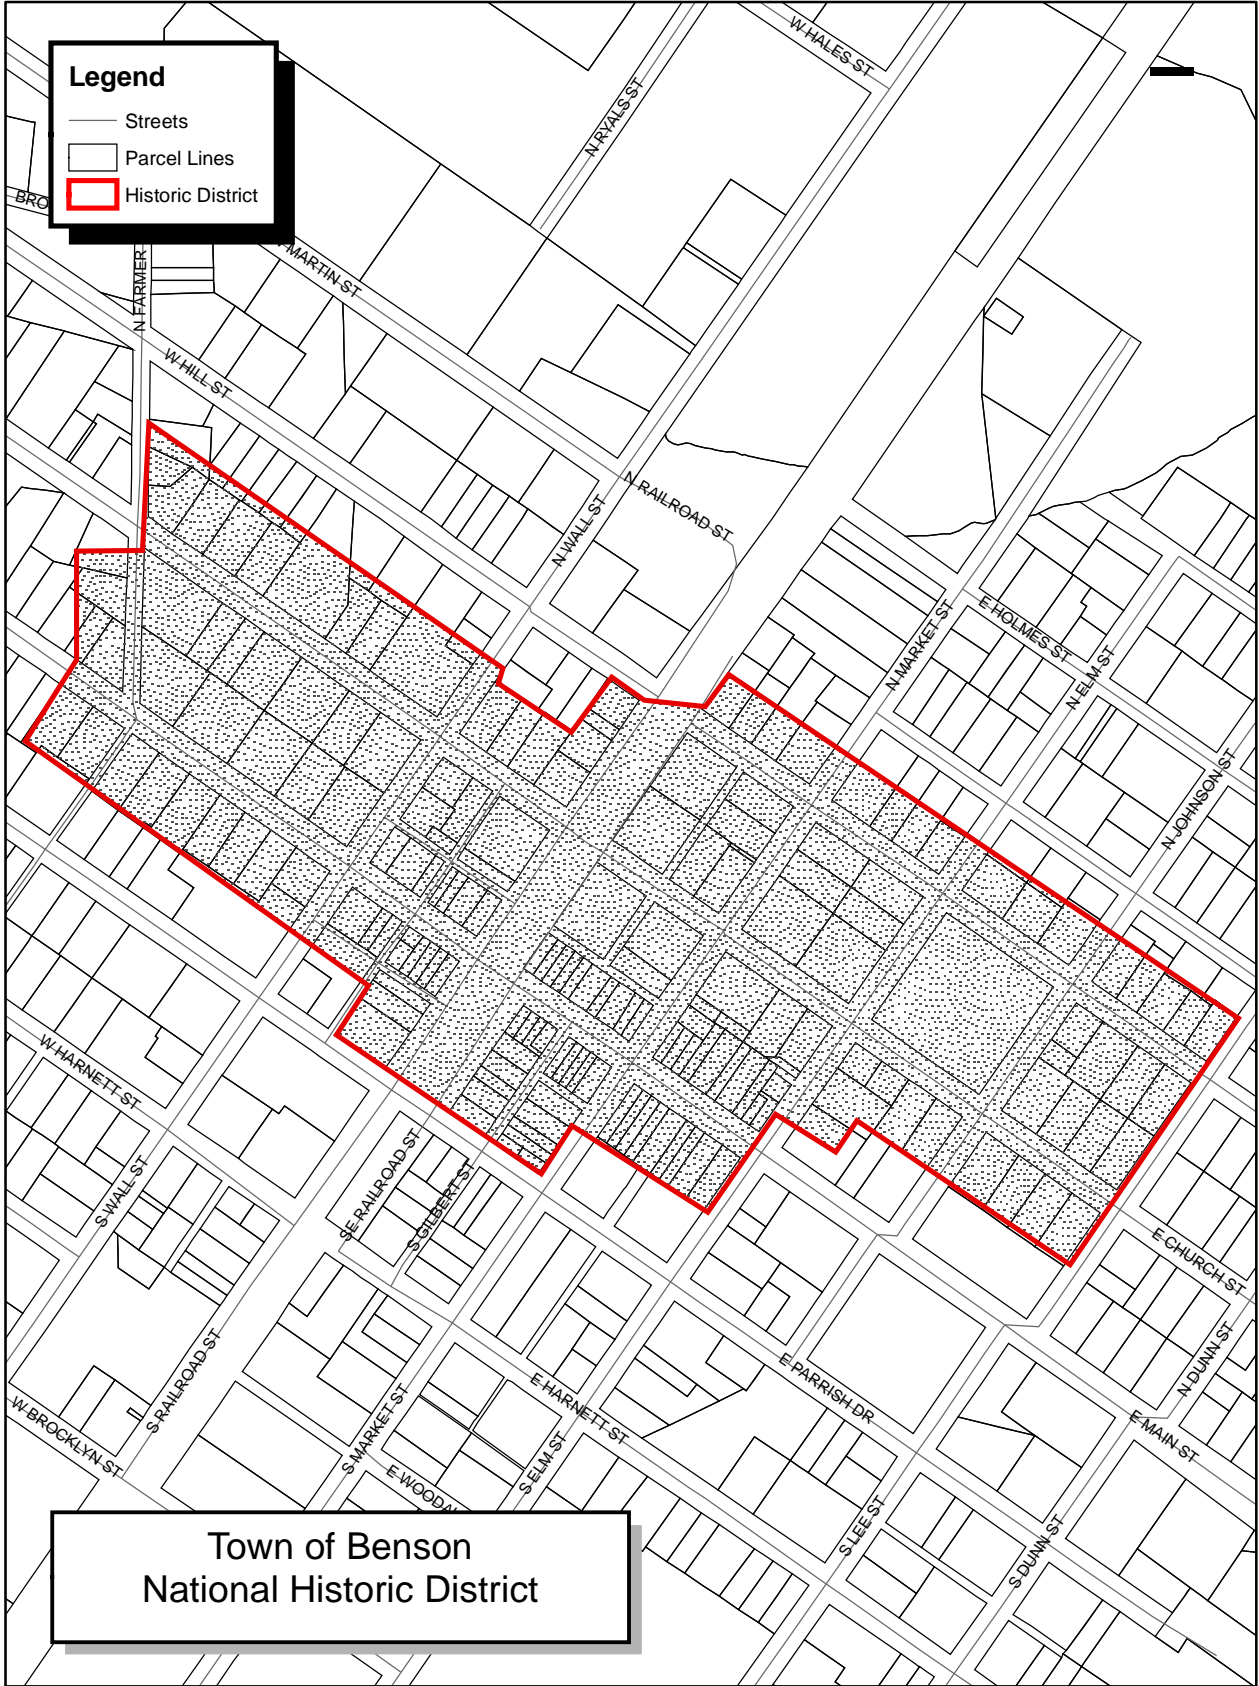 W HALES ST
Legend
Streets
Parcel Lines
Historic District
N RYALS ST
BRO
MARTIN ST
N FARMER
W HILL ST
N RAILROAD ST
N WALL ST
E HOLMES ST
N MARKET ST
N ELM ST
N JOHNSON ST
W HARNETT ST
S WALL ST
SE RAILROAD ST
S GILBERT ST
E CHURCH ST
S RAILROAD ST
N DUNN ST
E PARRISH DR
E HARNETT ST
W BROCKLYN ST
S MARKET ST
E MAIN ST
S ELM ST
E WOODA
S LEE ST
S DUNN ST
Town of Benson
National Historic District